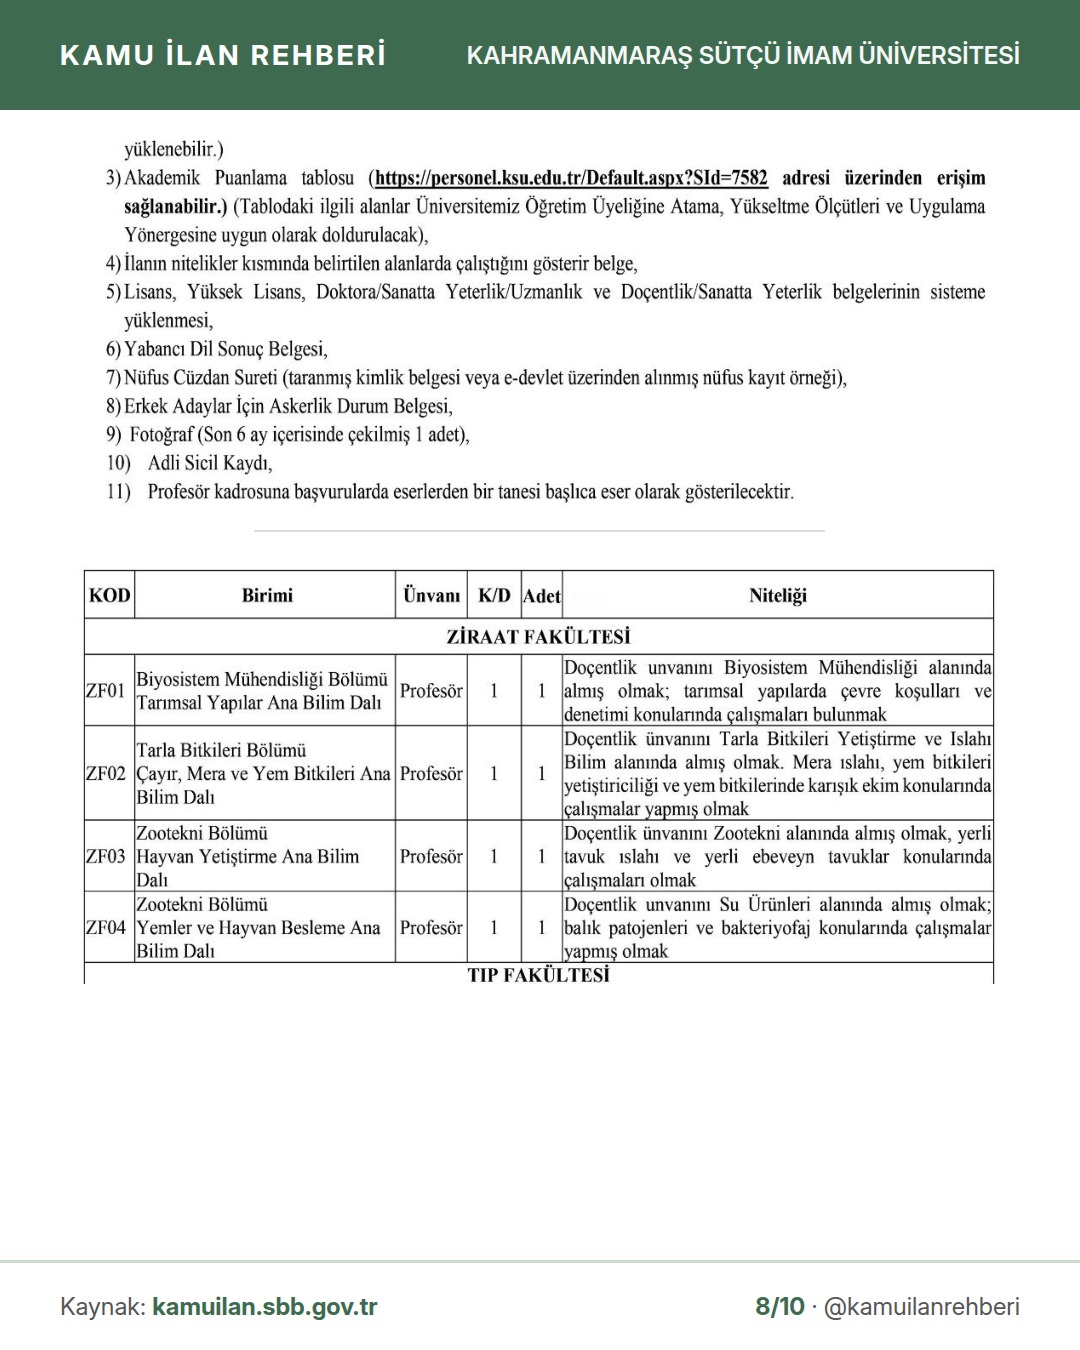 KAMU İLAN REHBERİ
KAHRAMANMARAŞ SÜTÇÜ İMAM ÜNİVERSİTESİ
yüklenebilir.)
3) Akademik Puanlama tablosu (https://personel.ksu.edu.tr/Default.aspx?SId=7582 adresi üzerinden erişim
sağlanabilir.) (Tablodaki ilgili alanlar Üniversitemiz Öğretim Üyeliğine Atama, Yükseltme Ölçütleri ve Uygulama
Yönergesine uygun olarak doldurulacak),
4) İlanın nitelikler kısmında belirtilen alanlarda çalıştığını gösterir belge,
5) Lisans, Yüksek Lisans, Doktora/Sanatta Yeterlik/Uzmanlık ve Doçentlik/Sanatta Yeterlik belgelerinin sisteme
yüklenmesi,
6) Yabancı Dil Sonuç Belgesi,
7) Nüfus Cüzdan Sureti (taranmış kimlik belgesi veya e-devlet üzerinden alınmış nüfus kayıt örneği),
8) Erkek Adaylar İçin Askerlik Durum Belgesi,
9) Fotoğraf (Son 6 ay içerisinde çekilmiş 1 adet),
10) Adli Sicil Kaydı,
11) Profesör kadrosuna başvurularda eserlerden bir tanesi başlıca eser olarak gösterilecektir.
KOD Birimi Ünvanı K/D Adet Niteliği
ZİRAAT FAKÜLTESİ
ZF01
Biyosistem Mühendisliği Bölümü
Tarımsal Yapılar Ana Bilim Dalı
Profesör 1 1
Doçentlik unvanını Biyosistem Mühendisliği alanında
almış olmak; tarımsal yapılarda çevre koşulları ve
denetimi konularında çalışmaları bulunmak
ZF02
Tarla Bitkileri Bölümü
Çayır, Mera ve Yem Bitkileri Ana
Bilim Dalı
Profesör 1 1
Doçentlik ünvanını Tarla Bitkileri Yetiştirme ve Islahı
Bilim alanında almış olmak. Mera ıslahı, yem bitkileri
yetiştiriciliği ve yem bitkilerinde karışık ekim konularında
çalışmalar yapmış olmak
ZF03
Zootekni Bölümü
Hayvan Yetiştirme Ana Bilim
Dalı
Profesör 1 1
Doçentlik ünvanını Zootekni alanında almış olmak, yerli
tavuk ıslahı ve yerli ebeveyn tavuklar konularında
çalışmaları olmak
ZF04
Zootekni Bölümü
Yemler ve Hayvan Besleme Ana
Bilim Dalı
Profesör 1 1
Doçentlik unvanını Su Ürünleri alanında almış olmak;
balık patojenleri ve bakteriyofaj konularında çalışmalar
yapmış olmak
TIP FAKÜLTESİ
Kaynak: kamuilan.sbb.gov.tr
8/10 · @kamuilanrehberi